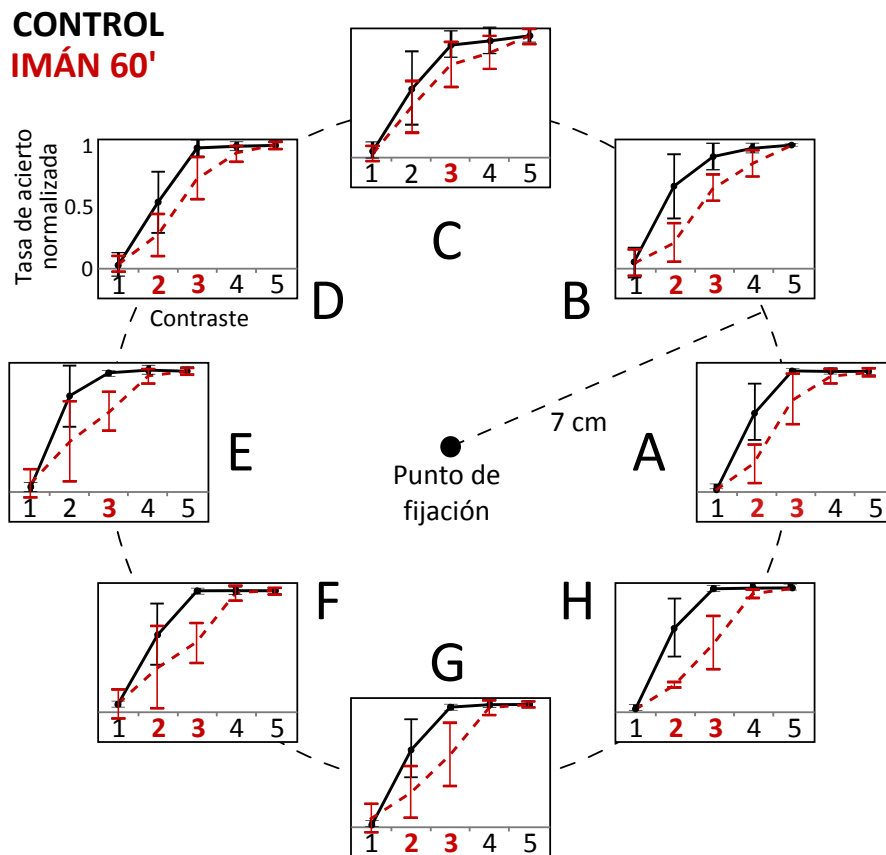 CONTROL
IMÁN 60'
1 2 3 4 5
C
Tasa de acierto
normalizada
1
0.5
0
1 2 3 4 5
Contraste
D
1 2 3 4 5
B
1 2 3 4 5
E
7 cm
Punto de
fijación
1 2 3 4 5
A
1 2 3 4 5
F
1 2 3 4 5
H
G
1 2 3 4 5